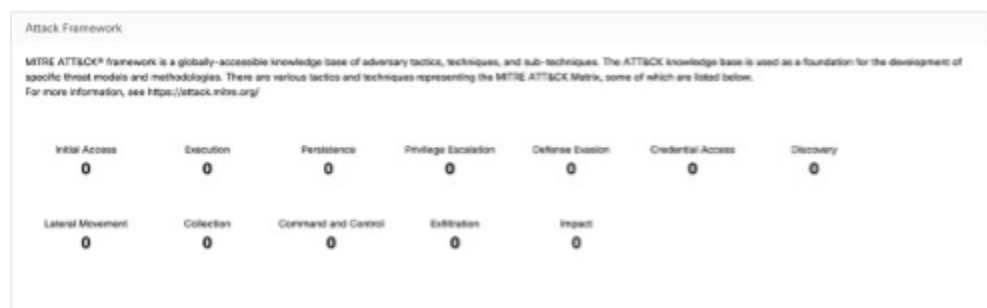 Attack Framework
MITRE ATT&CK® framework is a globally-accessible knowledge base of adversary tactics, techniques, and sub-techniques. The ATT&CK knowledge base is used as a foundation for the development of
specific threat models and methodologies. There are various tactics and techniques representing the MITRE ATT&CK Matrix, some of which are listed below.
For more information, see https://attack.mitre.org/
Initial Access Execution Persistence Privilege Escalation Defense Evasion Credential Access Discovery
0 0 0 0 0 0 0
Lateral Movement Collection Command and Control Exfiltration Impact
0 0 0 0 0